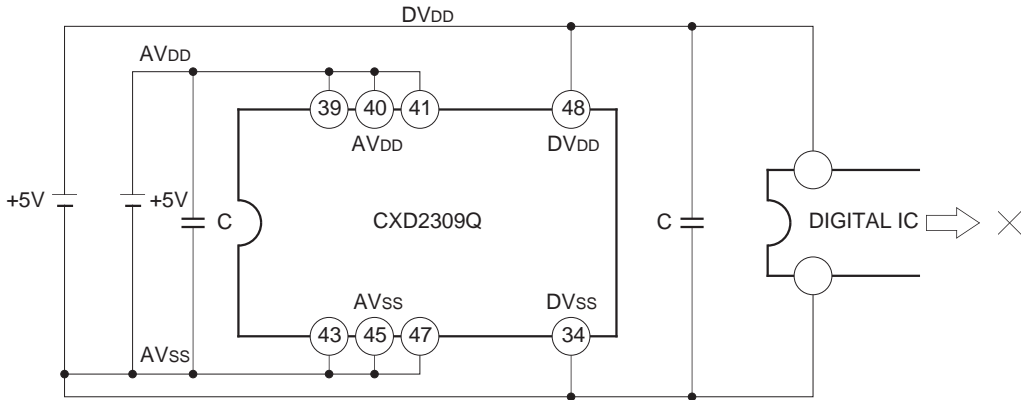 DVDD
AVDD
39 40 41 48
AVDD DVDD
+5V +5V C CXD2309Q C DIGITAL IC
AVSS DVSS
43 45 47 34
AVSS